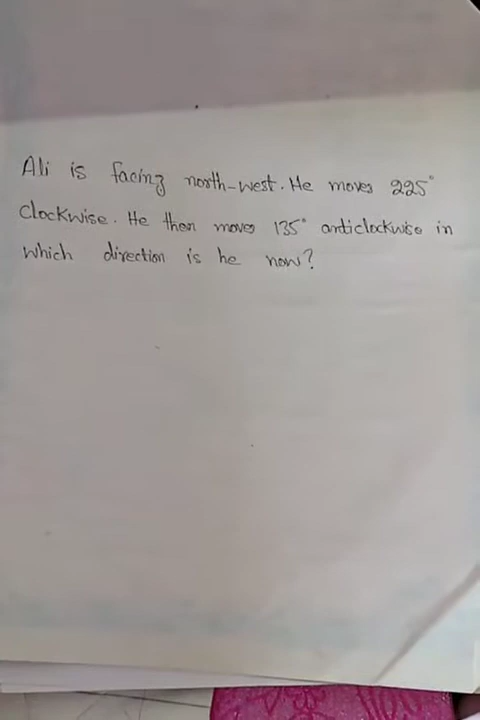 Ali is facing north-west. He moves 225°
clockwise. He then moves 135° anticlockwise in
which direction is he now?